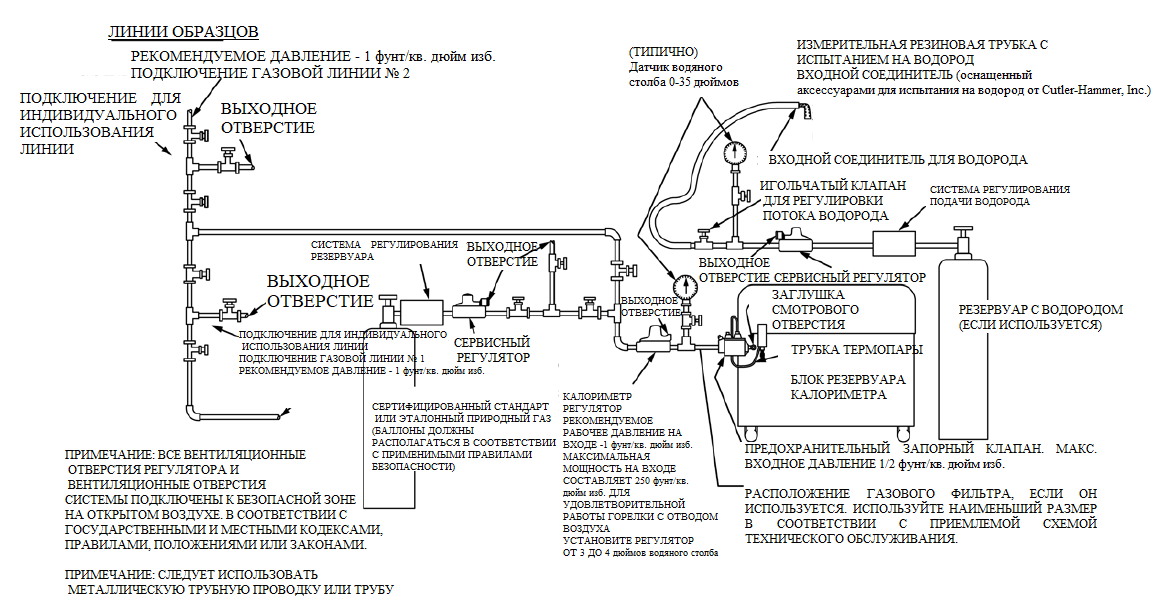 ЛИНИИ ОБРАЗЦОВ
РЕКОМЕНДУЕМОЕ ДАВЛЕНИЕ - 1 фунт/кв. дюйм изб.
ПОДКЛЮЧЕНИЕ ГАЗОВОЙ ЛИНИИ № 2
ПОДКЛЮЧЕНИЕ ДЛЯ
ИНДИВИДУАЛЬНОГО
ИСПОЛЬЗОВАНИЯ
ЛИНИИ
ВЫХОДНОЕ
ОТВЕРСТИЕ
(ТИПИЧНО)
Датчик водяного
столба 0-35 дюймов
ИЗМЕРИТЕЛЬНАЯ РЕЗИНОВАЯ ТРУБКА С
ИСПЫТАНИЕМ НА ВОДОРОД
ВХОДНОЙ СОЕДИНИТЕЛЬ (оснащенный
аксессуарами для испытания на водород от Cutler-Hammer, Inc.)
ВХОДНОЙ СОЕДИНИТЕЛЬ ДЛЯ ВОДОРОДА
ИГОЛЬЧАТЫЙ КЛАПАН
ДЛЯ РЕГУЛИРОВКИ
ПОТОКА ВОДОРОДА
СИСТЕМА РЕГУЛИРОВАНИЯ
ПОДАЧИ ВОДОРОДА
СИСТЕМА РЕГУЛИРОВАНИЯ
РЕЗЕРВУАРА
ВЫХОДНОЕ
ОТВЕРСТИЕ
ВЫХОДНОЕ
ОТВЕРСТИЕ СЕРВИСНЫЙ РЕГУЛЯТОР
ВЫХОДНОЕ
ОТВЕРСТИЕ
ВЫХОДНОЕ
ОТВЕРСТИЕ
ЗАГЛУШКА
СМОТРОВОГО
ОТВЕРСТИЯ
РЕЗЕРВУАР С ВОДОРОДОМ
(ЕСЛИ ИСПОЛЬЗУЕТСЯ)
ПОДКЛЮЧЕНИЕ ДЛЯ ИНДИВИДУАЛЬНОГО
ИСПОЛЬЗОВАНИЯ ЛИНИИ
ПОДКЛЮЧЕНИЕ ГАЗОВОЙ ЛИНИИ № 1
РЕКОМЕНДУЕМОЕ ДАВЛЕНИЕ - 1 фунт/кв. дюйм изб.
СЕРВИСНЫЙ
РЕГУЛЯТОР
ТРУБКА ТЕРМОПАРЫ
БЛОК РЕЗЕРВУАРА
КАЛОРИМЕТРА
СЕРТИФИЦИРОВАННЫЙ СТАНДАРТ
ИЛИ ЭТАЛОННЫЙ ПРИРОДНЫЙ ГАЗ
(БАЛЛОНЫ ДОЛЖНЫ
РАСПОЛАГАТЬСЯ В СООТВЕТСТВИИ
С ПРИМЕНИМЫМИ ПРАВИЛАМИ
БЕЗОПАСНОСТИ)
КАЛОРИМЕТР
РЕГУЛЯТОР
РЕКОМЕНДУЕМОЕ
РАБОЧЕЕ ДАВЛЕНИЕ НА
ВХОДЕ -1 фунт/кв. дюйм изб.
МАКСИМАЛЬНАЯ
МОЩНОСТЬ НА ВХОДЕ
СОСТАВЛЯЕТ 250 фунт/кв.
дюйм изб. ДЛЯ
УДОВЛЕТВОРИТЕЛЬНОЙ
РАБОТЫ ГОРЕЛКИ С ОТВОДОМ
ВОЗДУХА
УСТАНОВИТЕ РЕГУЛЯТОР
ОТ 3 ДО 4 дюймов водяного столба
ПРЕДОХРАНИТЕЛЬНЫЙ ЗАПОРНЫЙ КЛАПАН. МАКС.
ВХОДНОЕ ДАВЛЕНИЕ 1/2 фунт/кв. дюйм изб.
РАСПОЛОЖЕНИЕ ГАЗОВОГО ФИЛЬТРА, ЕСЛИ ОН
ИСПОЛЬЗУЕТСЯ. ИСПОЛЬЗУЙТЕ НАИМЕНЬШИЙ РАЗМЕР
В СООТВЕТСТВИИ С ПРИЕМЛЕМОЙ СХЕМОЙ
ТЕХНИЧЕСКОГО ОБСЛУЖИВАНИЯ.
ПРИМЕЧАНИЕ: ВСЕ ВЕНТИЛЯЦИОННЫЕ
ОТВЕРСТИЯ РЕГУЛЯТОРА И
ВЕНТИЛЯЦИОННЫЕ ОТВЕРСТИЯ
СИСТЕМЫ ПОДКЛЮЧЕНЫ К БЕЗОПАСНОЙ ЗОНЕ
НА ОТКРЫТОМ ВОЗДУХЕ. В СООТВЕТСТВИИ С
ГОСУДАРСТВЕННЫМИ И МЕСТНЫМИ КОДЕКСАМИ,
ПРАВИЛАМИ, ПОЛОЖЕНИЯМИ ИЛИ ЗАКОНАМИ.
ПРИМЕЧАНИЕ: СЛЕДУЕТ ИСПОЛЬЗОВАТЬ
МЕТАЛЛИЧЕСКУЮ ТРУБНУЮ ПРОВОДКУ ИЛИ ТРУБУ